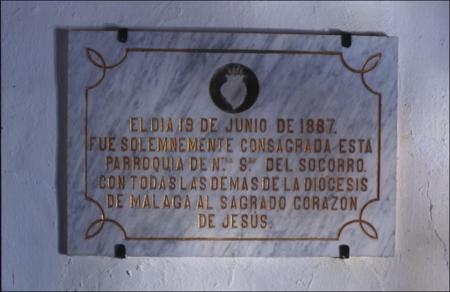 EL DIA 19 DE JUNIO DE 1887.
FUE SOLEMNEMENTE CONSAGRADA ESTA
PARROQUIA DE Nᵗʳᵃ Sʳᵃ DEL SOCORRO.
CON TODAS LAS DEMAS DE LA DIOCESIS
DE MALAGA AL SAGRADO CORAZON
DE JESÚS.